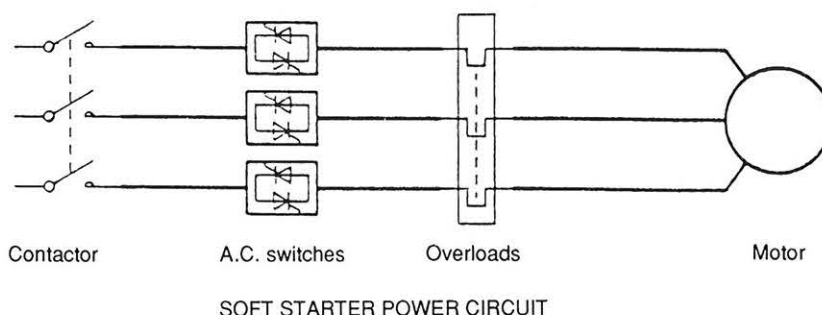 Contactor A.C. switches Overloads Motor
SOFT STARTER POWER CIRCUIT